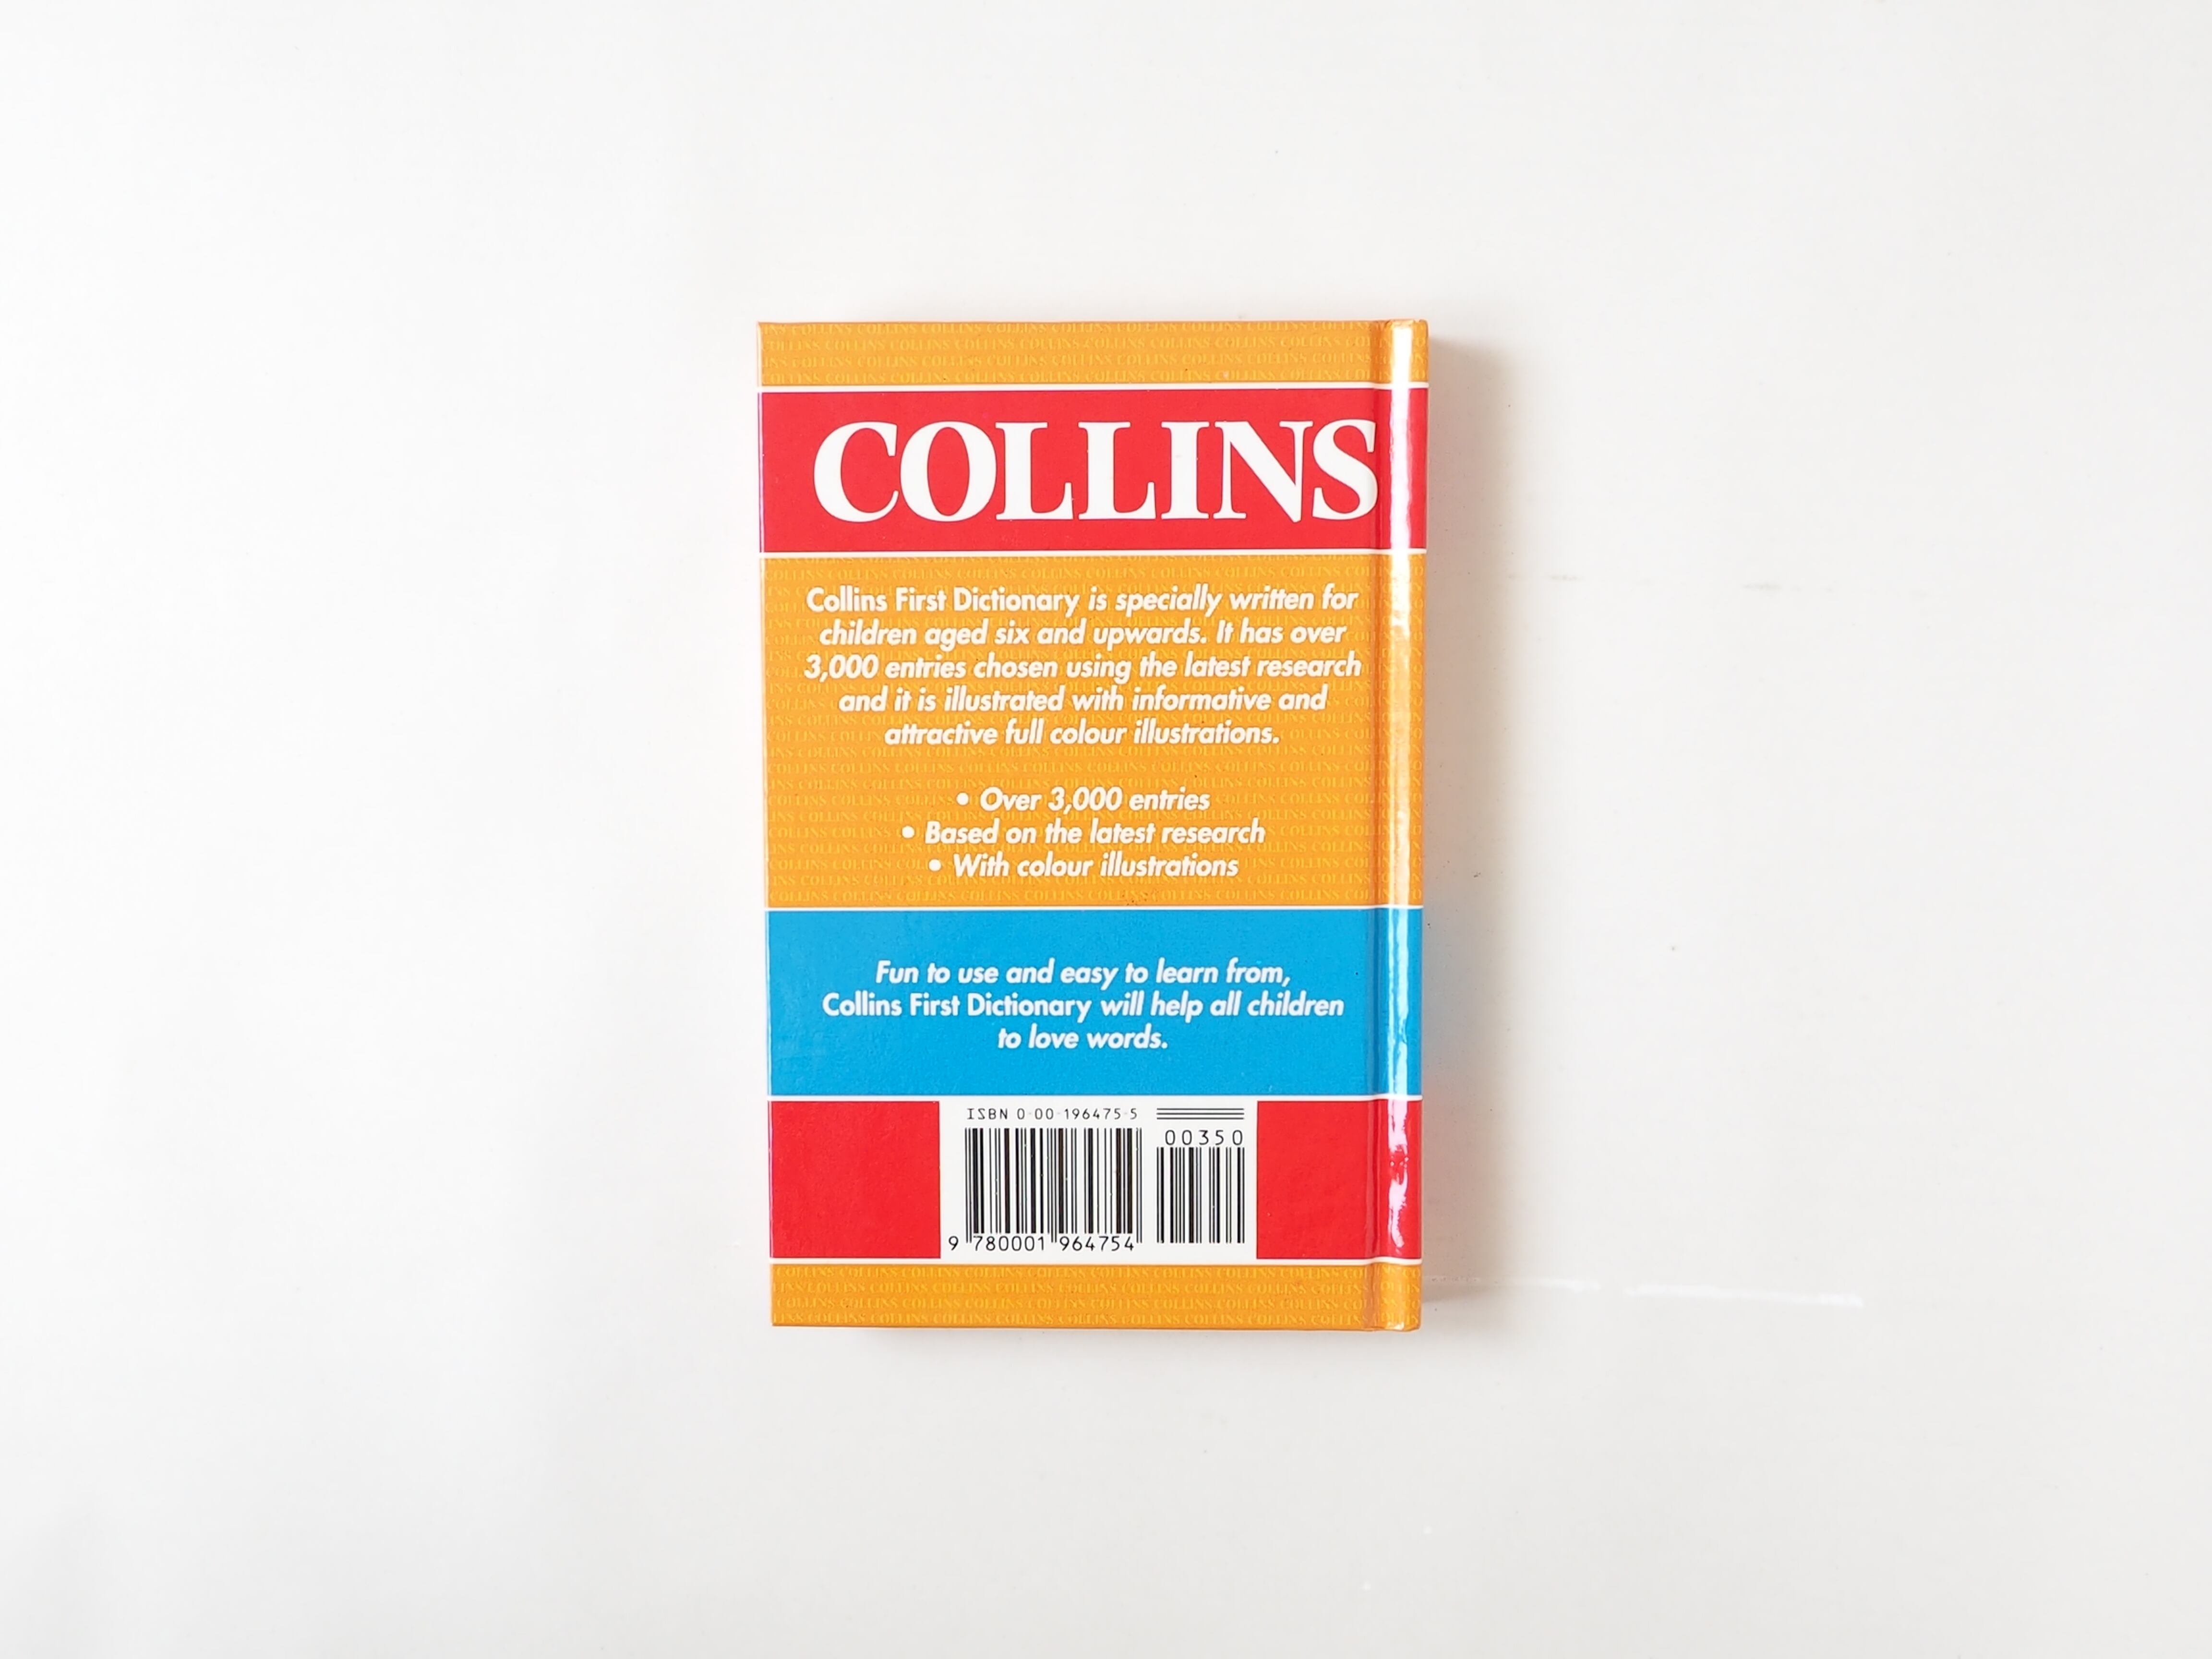 COLLINS
Collins First Dictionary is specially written for
children aged six and upwards. It has over
3,000 entries chosen using the latest research
and it is illustrated with informative and
attractive full colour illustrations.
• Over 3,000 entries
• Based on the latest research
• With colour illustrations
Fun to use and easy to learn from,
Collins First Dictionary will help all children
to love words.
ISBN 0-00-196475-5
00350
9 780001 964754